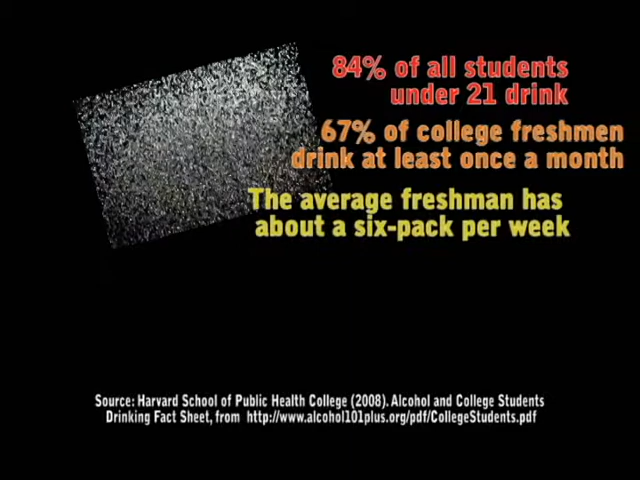 84% of all students
under 21 drink
67% of college freshmen
drink at least once a month
The average freshman has
about a six-pack per week
Source: Harvard School of Public Health College (2008). Alcohol and College Students
Drinking Fact Sheet, from http://www.alcohol101plus.org/pdf/CollegeStudents.pdf